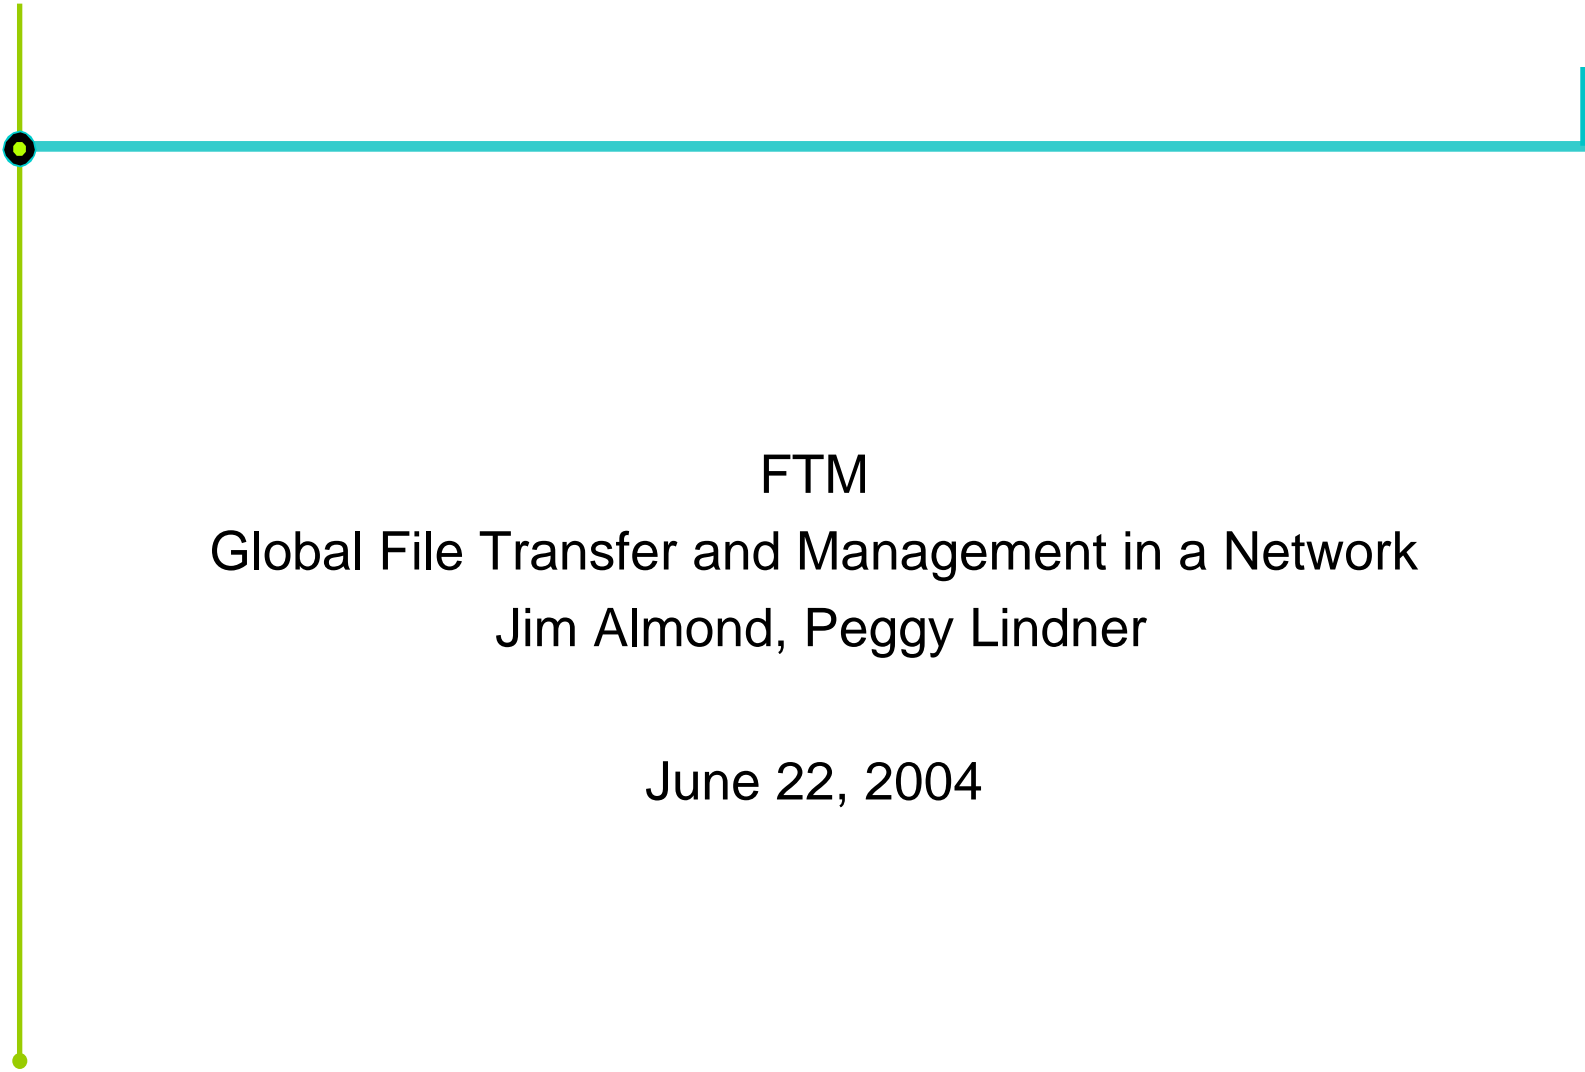 FTM
Global File Transfer and Management in a Network
Jim Almond, Peggy Lindner
June 22, 2004